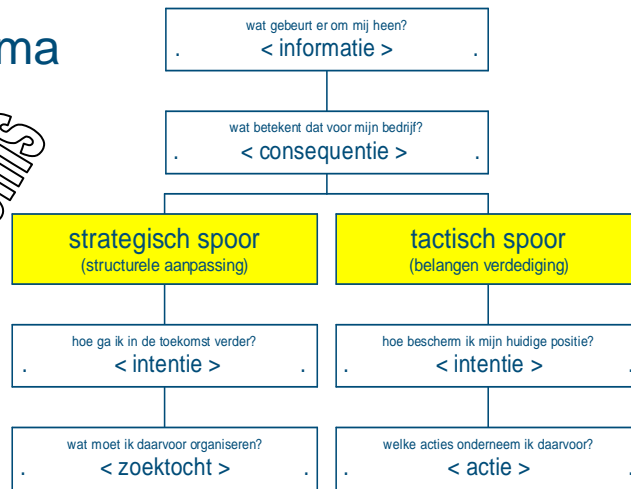 wat gebeurt er om mij heen?
. < informatie > .
wat betekent dat voor mijn bedrijf?
. < consequentie > .
strategisch spoor
(structurele aanpassing)
tactisch spoor
(belangen verdediging)
hoe ga ik in de toekomst verder?
. < intentie > .
hoe bescherm ik mijn huidige positie?
. < intentie > .
wat moet ik daarvoor organiseren?
. < zoektocht > .
welke acties onderneem ik daarvoor?
. < actie > .